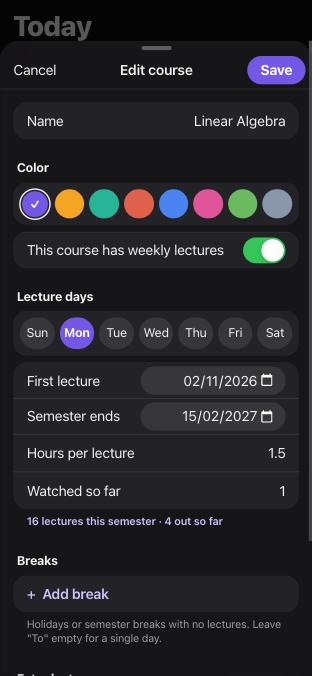 Today
Cancel Edit course Save
Name Linear Algebra
Color
This course has weekly lectures
Lecture days
Sun Mon Tue Wed Thu Fri Sat
First lecture 02/11/2026
Semester ends 15/02/2027
Hours per lecture 1.5
Watched so far 1
16 lectures this semester · 4 out so far
Breaks
+ Add break
Holidays or semester breaks with no lectures. Leave
"To" empty for a single day.